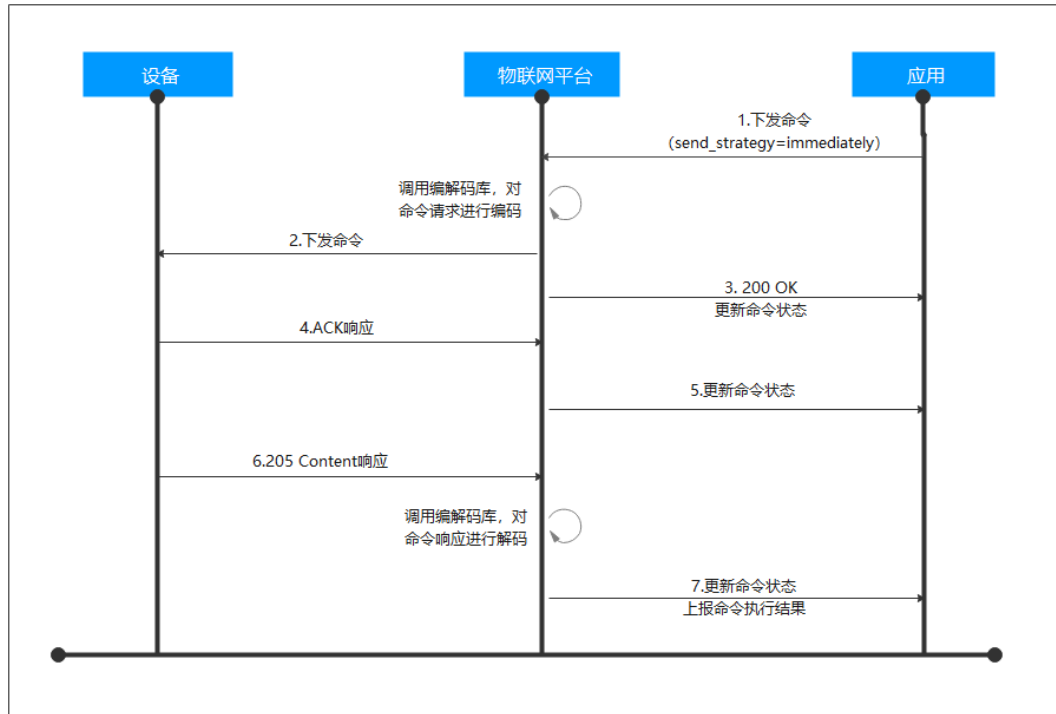 设备
物联网平台
应用
1.下发命令
（send_strategy=immediately）
调用编解码库，对
命令请求进行编码
2.下发命令
3. 200 OK
更新命令状态
4.ACK响应
5.更新命令状态
6.205 Content响应
调用编解码库，对
命令响应进行解码
7.更新命令状态
上报命令执行结果